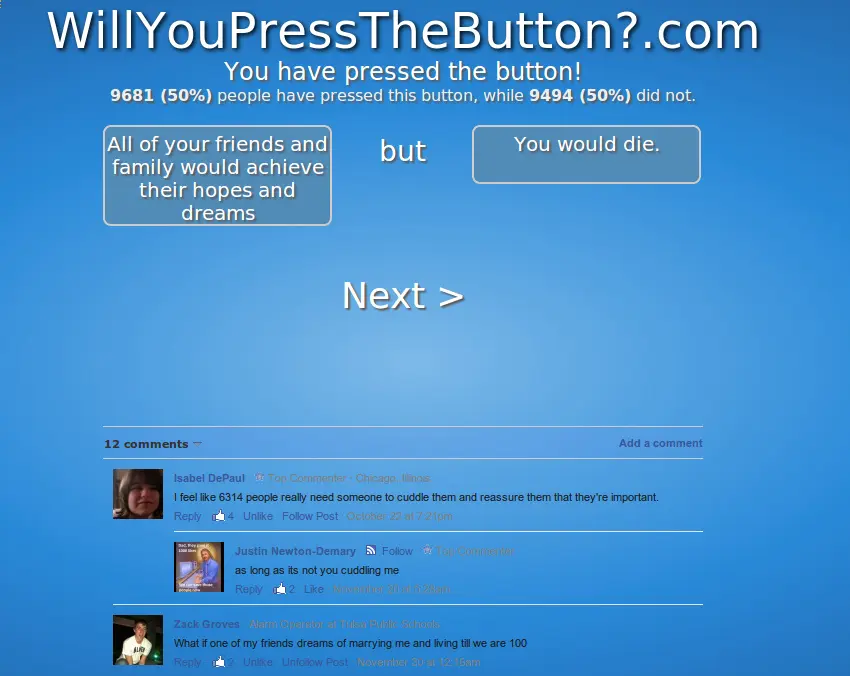 WillYouPressTheButton?.com
You have pressed the button!
9681 (50%) people have pressed this button, while 9494 (50%) did not.
All of your friends and
family would achieve
their hopes and
dreams
but
You would die.
Next >
12 comments
Add a comment
Isabel DePaul Top Commenter · Chicago, Illinois
I feel like 6314 people really need someone to cuddle them and reassure them that they're important.
Reply 4 Unlike Follow Post October 22 at 7:21pm
Justin Newton-Demary Follow Top Commenter
as long as its not you cuddling me
Reply 2 Like
Zack Groves Alarm Operator at Tulsa Public Schools
What if one of my friends dreams of marrying me and living till we are 100
Reply 2 Unlike Unfollow Post November 30 at 12:16am